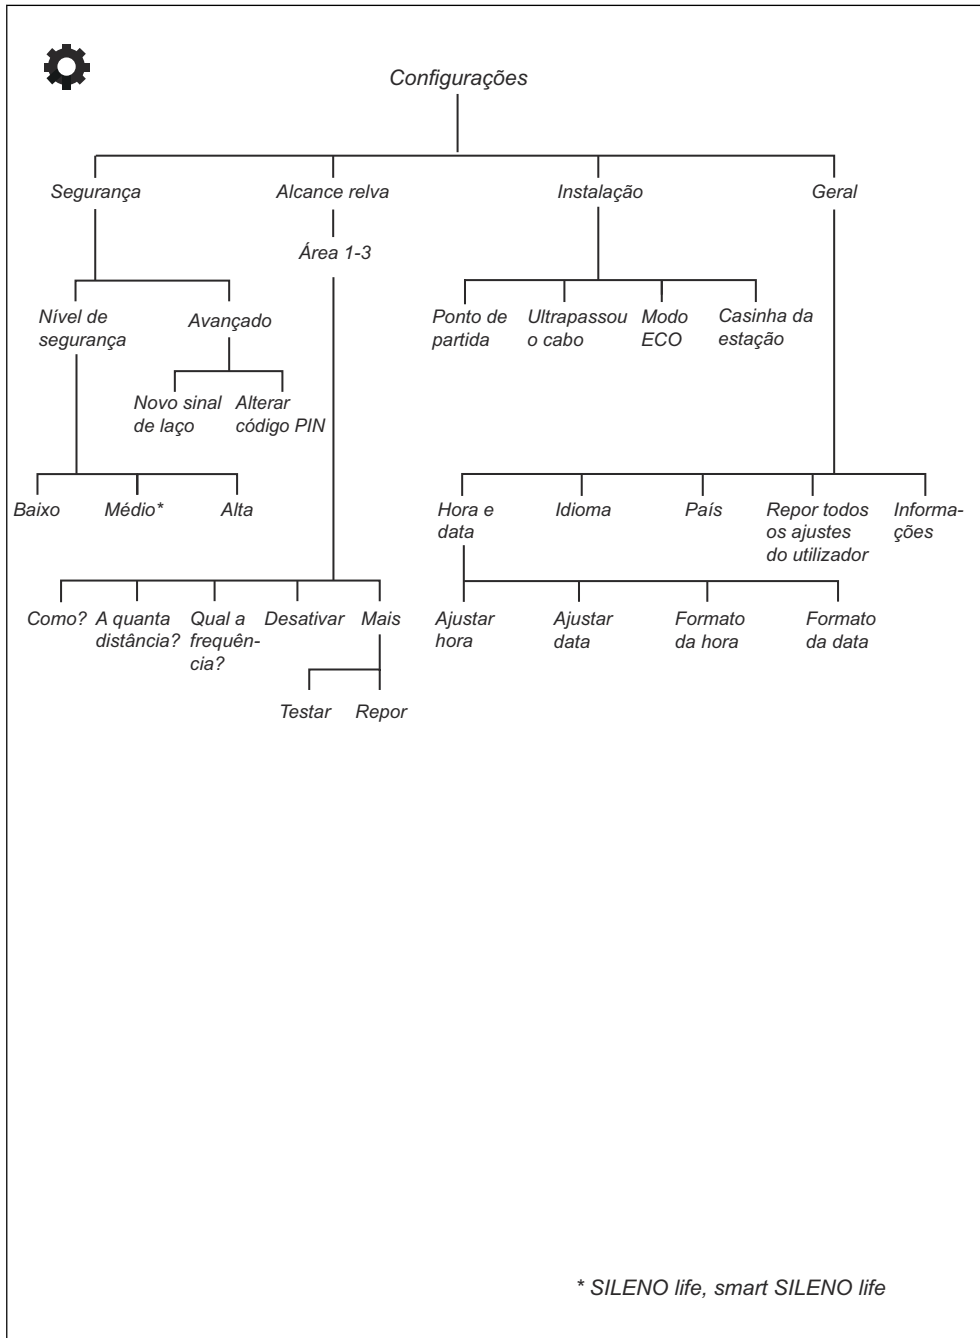 Configurações
Segurança
Alcance relva
Instalação
Geral
Área 1-3
Nível de
segurança
Avançado
Ponto de
partida
Ultrapassou
o cabo
Modo
ECO
Casinha da
estação
Novo sinal
de laço
Alterar
código PIN
Baixo
Médio*
Alta
Hora e
data
Idioma
País
Repor todos
os ajustes
do utilizador
Informa-
ções
Como?
A quanta
distância?
Qual a
frequên-
cia?
Desativar
Mais
Ajustar
hora
Ajustar
data
Formato
da hora
Formato
da data
Testar
Repor
* SILENO life, smart SILENO life